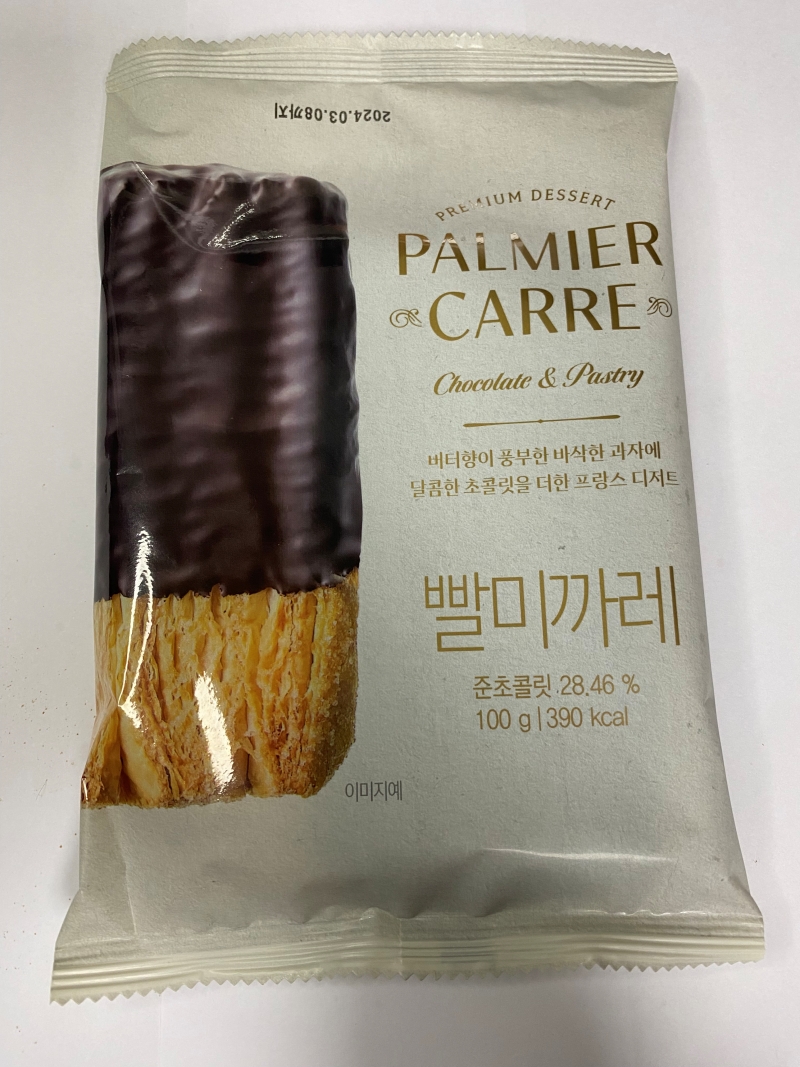 2024.03.08까지
PREMIUM DESSERT
PALMIER
CARRE
Chocolate & Pastry
버터향이 풍부한 바삭한 과자에
달콤한 초콜릿을 더한 프랑스 디저트
빨미까레
준초콜릿 28.46 %
100 g | 390 kcal
이미지예